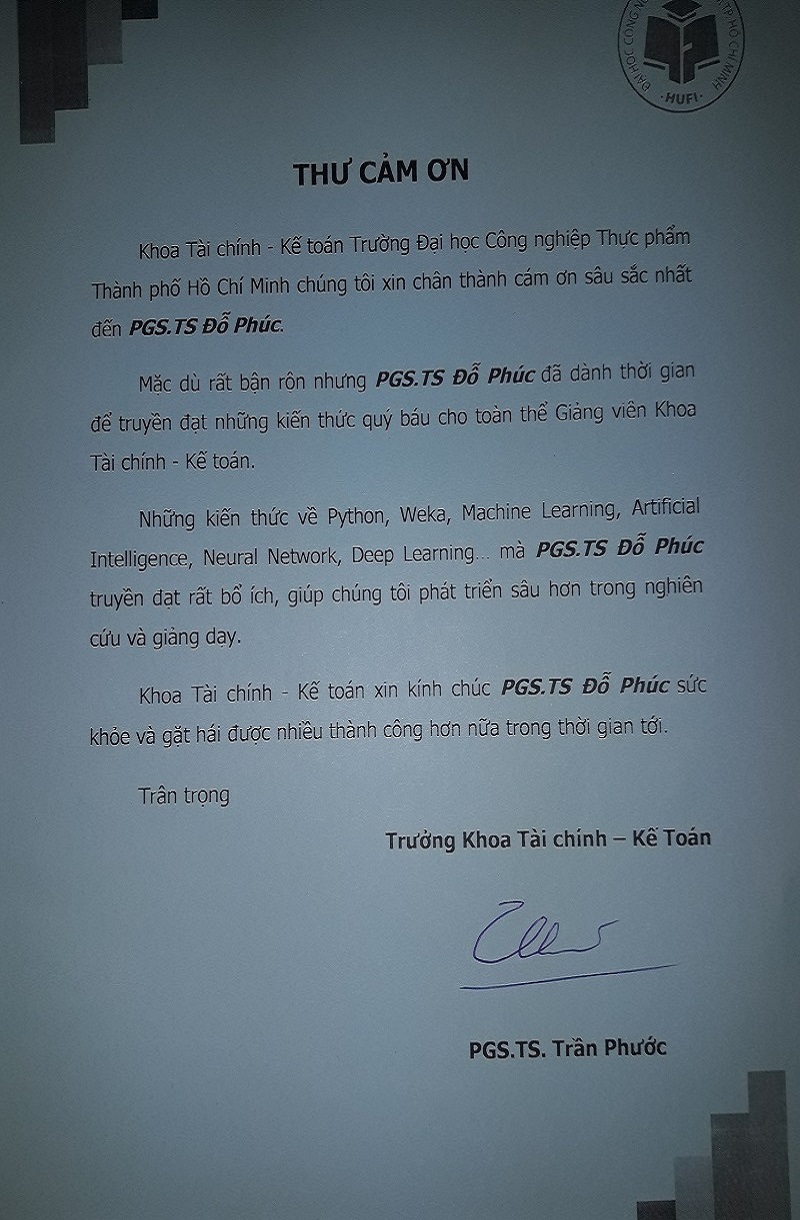 ĐẠI HỌC CÔNG TP. HỒ CHÍ MINH
·HUFI·
THƯ CẢM ƠN
Khoa Tài chính - Kế toán Trường Đại học Công nghiệp Thực phẩm
Thành phố Hồ Chí Minh chúng tôi xin chân thành cám ơn sâu sắc nhất
đến PGS.TS Đỗ Phúc.
Mặc dù rất bận rộn nhưng PGS.TS Đỗ Phúc đã dành thời gian
để truyền đạt những kiến thức quý báu cho toàn thể Giảng viên Khoa
Tài chính - Kế toán.
Những kiến thức về Python, Weka, Machine Learning, Artificial
Intelligence, Neural Network, Deep Learning... mà PGS.TS Đỗ Phúc
truyền đạt rất bổ ích, giúp chúng tôi phát triển sâu hơn trong nghiên
cứu và giảng dạy.
Khoa Tài chính - Kế toán xin kính chúc PGS.TS Đỗ Phúc sức
khỏe và gặt hái được nhiều thành công hơn nữa trong thời gian tới.
Trân trọng
Trưởng Khoa Tài chính – Kế Toán
PGS.TS. Trần Phước